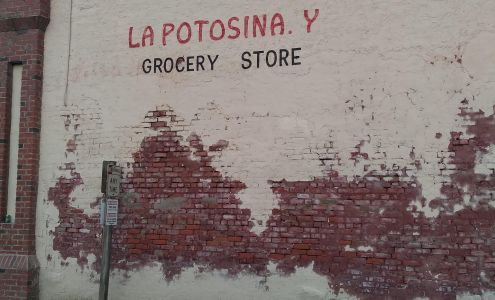 LA POTOSINA. Y
GROCERY STORE